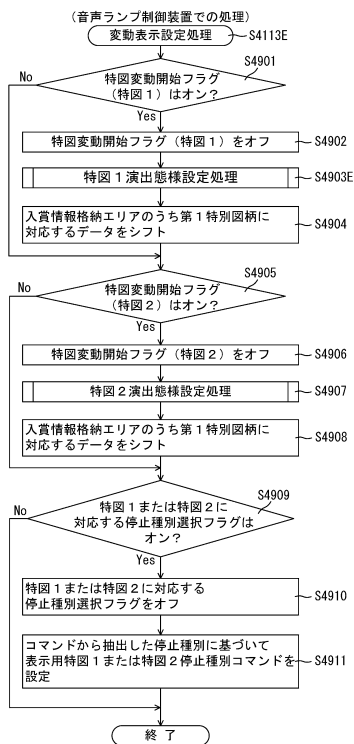 （音声ランプ制御装置での処理）
変動表示設定処理
S4113E
S4901
No
特図変動開始フラグ
（特図１）はオン？
Yes
特図変動開始フラグ（特図１）をオフ
S4902
特図１演出態様設定処理
S4903E
入賞情報格納エリアのうち第１特別図柄に
対応するデータをシフト
S4904
S4905
No
特図変動開始フラグ
（特図２）はオン？
Yes
特図変動開始フラグ（特図２）をオフ
S4906
特図２演出態様設定処理
S4907
入賞情報格納エリアのうち第１特別図柄に
対応するデータをシフト
S4908
S4909
No
特図１または特図２に
対応する停止種別選択フラグは
オン？
Yes
特図１または特図２に対応する
停止種別選択フラグをオフ
S4910
コマンドから抽出した停止種別に基づいて
表示用特図１または特図２停止種別コマンドを
設定
S4911
終 了